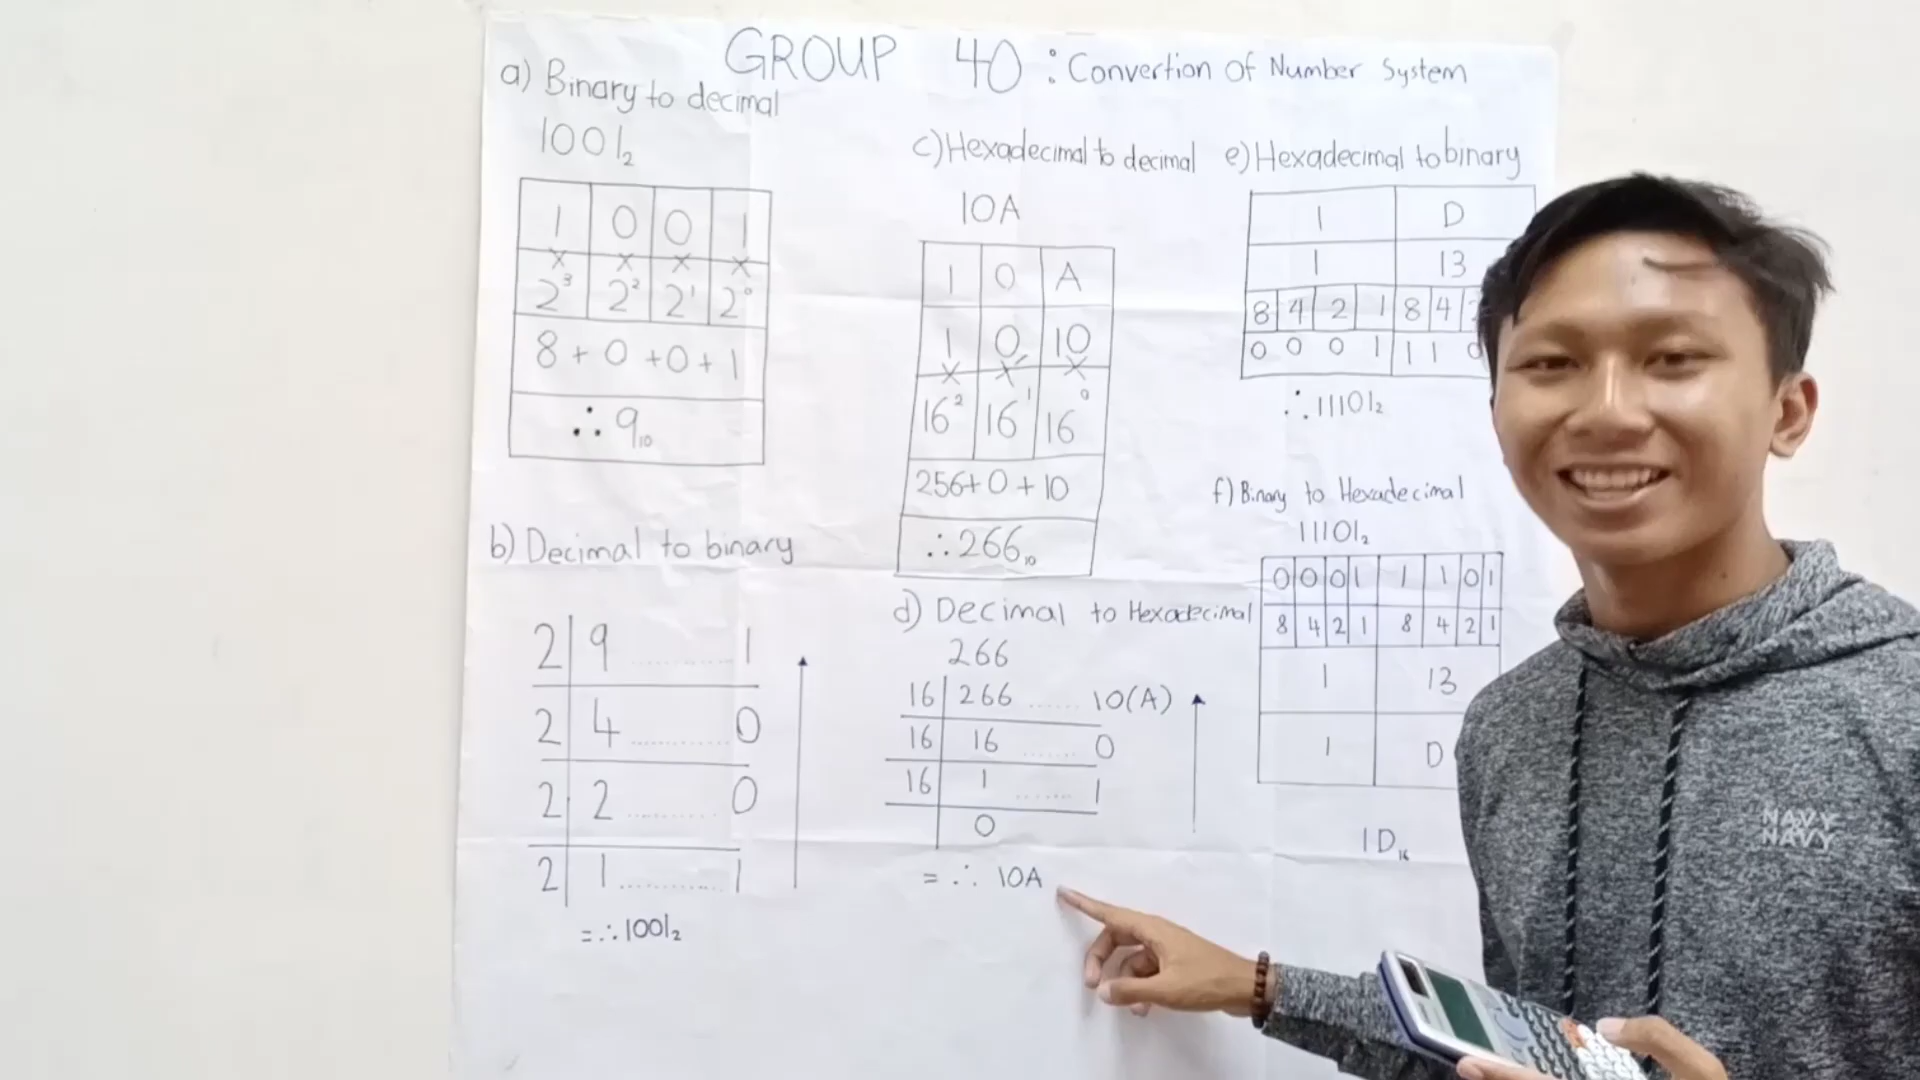 GROUP 40 : Convertion Of Number System
a) Binary to decimal
1001₂
1 0 0 1
× × × ×
2³ 2² 2¹ 2⁰
8 + 0 + 0 + 1
∴ 9₁₀
b) Decimal to binary
2 9 ............ 1
2 4 ............ 0
2 2 ............ 0
2 1 ............ 1
= ∴ 1001₂
c) Hexadecimal to decimal
10A
1 0 A
1 0 10
× × ×
16² 16¹ 16⁰
256 + 0 + 10
∴ 266₁₀
d) Decimal to Hexadecimal
266
16 266 ...... 10(A)
16 16 ...... 0
16 1 ...... 1
0
= ∴ 10A
e) Hexadecimal to binary
1 D
1 13
8 4 2 1 8 4
0 0 0 1 1 1 0
∴ 11101₂
f) Binary to Hexadecimal
11101₂
0 0 0 1 1 1 0 1
8 4 2 1 8 4 2 1
1 13
1 D
1D₁₆
NAVY
NAVY